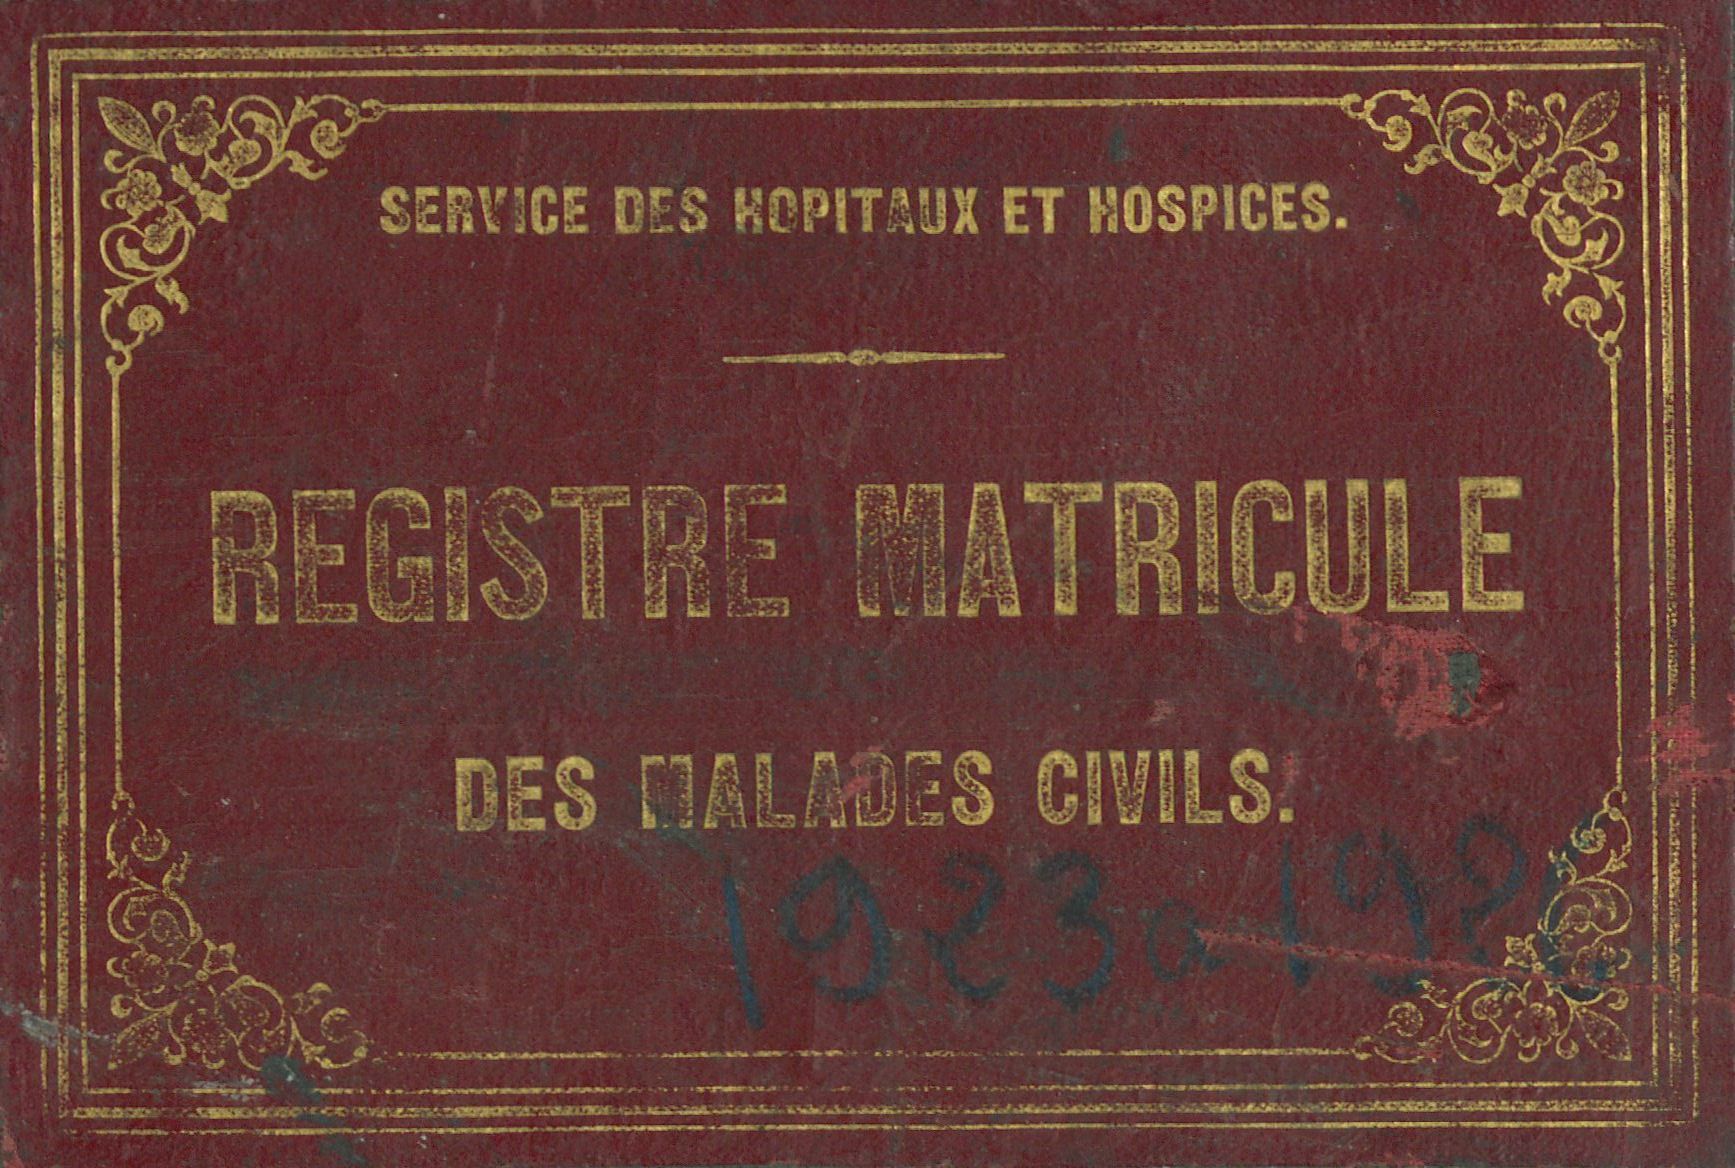 SERVICE DES HOPITAUX ET HOSPICES.
REGISTRE MATRICULE
DES MALADES CIVILS.
1923 a